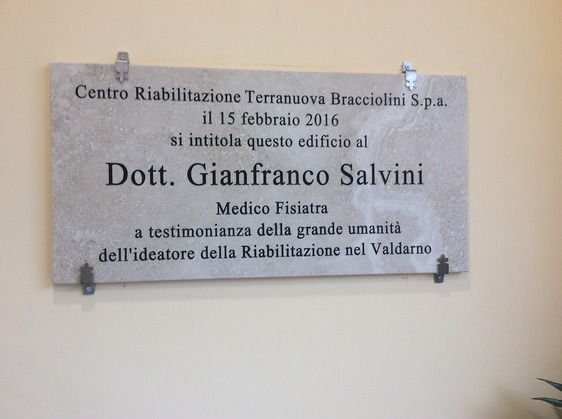 Centro Riabilitazione Terranuova Bracciolini S.p.a.
il 15 febbraio 2016
si intitola questo edificio al
Dott. Gianfranco Salvini
Medico Fisiatra
a testimonianza della grande umanità
dell'ideatore della Riabilitazione nel Valdarno